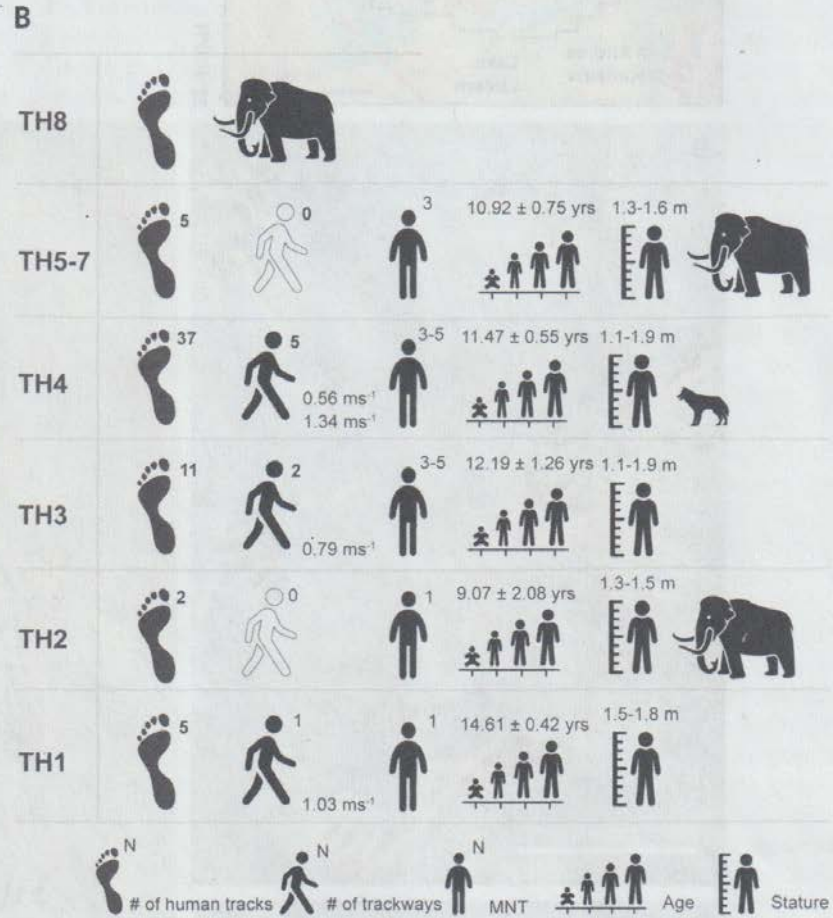 B
TH8
5 0 3 10.92 ± 0.75 yrs 1.3-1.6 m
TH5-7
37 5 3-5 11.47 ± 0.55 yrs 1.1-1.9 m
TH4
0.56 ms⁻¹
1.34 ms⁻¹
11 2 3-5 12.19 ± 1.26 yrs 1.1-1.9 m
TH3
0.79 ms⁻¹
2 0 1 9.07 ± 2.08 yrs 1.3-1.5 m
TH2
5 1 1 14.61 ± 0.42 yrs 1.5-1.8 m
TH1
1.03 ms⁻¹
N N N
# of human tracks # of trackways MNT Age Stature